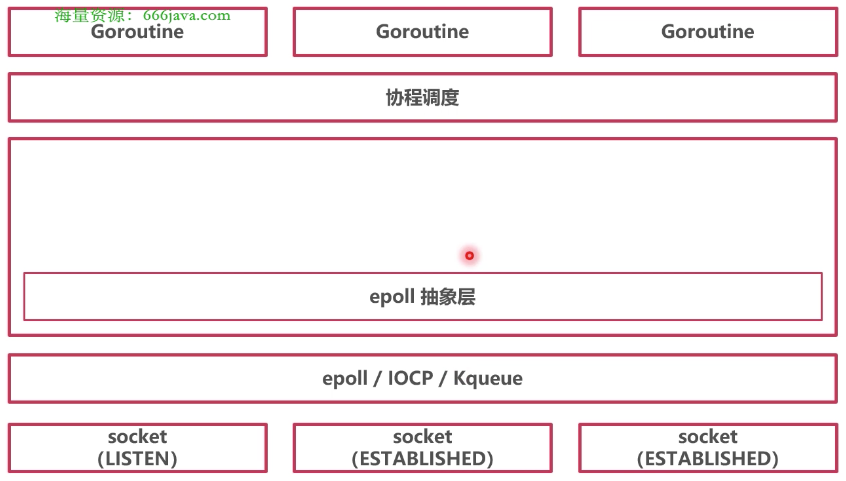 海量资源：666java.com
Goroutine
Goroutine
Goroutine
协程调度
epoll 抽象层
epoll / IOCP / Kqueue
socket
（LISTEN）
socket
（ESTABLISHED）
socket
（ESTABLISHED）